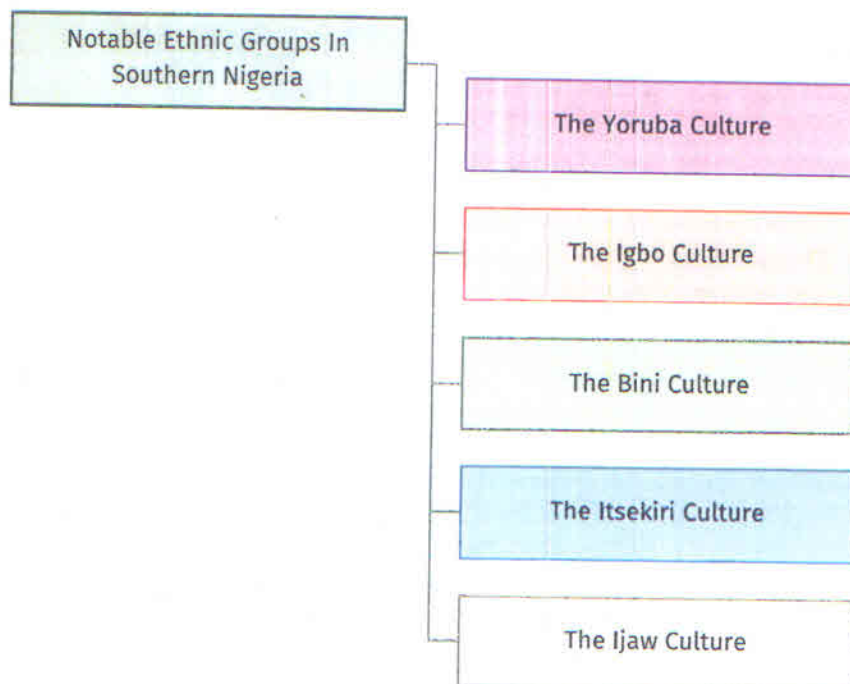 Notable Ethnic Groups In
Southern Nigeria
The Yoruba Culture
The Igbo Culture
The Bini Culture
The Itsekiri Culture
The Ijaw Culture